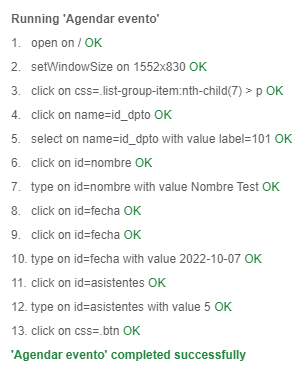 Running 'Agendar evento'
1. open on / OK
2. setWindowSize on 1552x830 OK
3. click on css=.list-group-item:nth-child(7) > p OK
4. click on name=id_dpto OK
5. select on name=id_dpto with value label=101 OK
6. click on id=nombre OK
7. type on id=nombre with value Nombre Test OK
8. click on id=fecha OK
9. click on id=fecha OK
10. type on id=fecha with value 2022-10-07 OK
11. click on id=asistentes OK
12. type on id=asistentes with value 5 OK
13. click on css=.btn OK
'Agendar evento' completed successfully